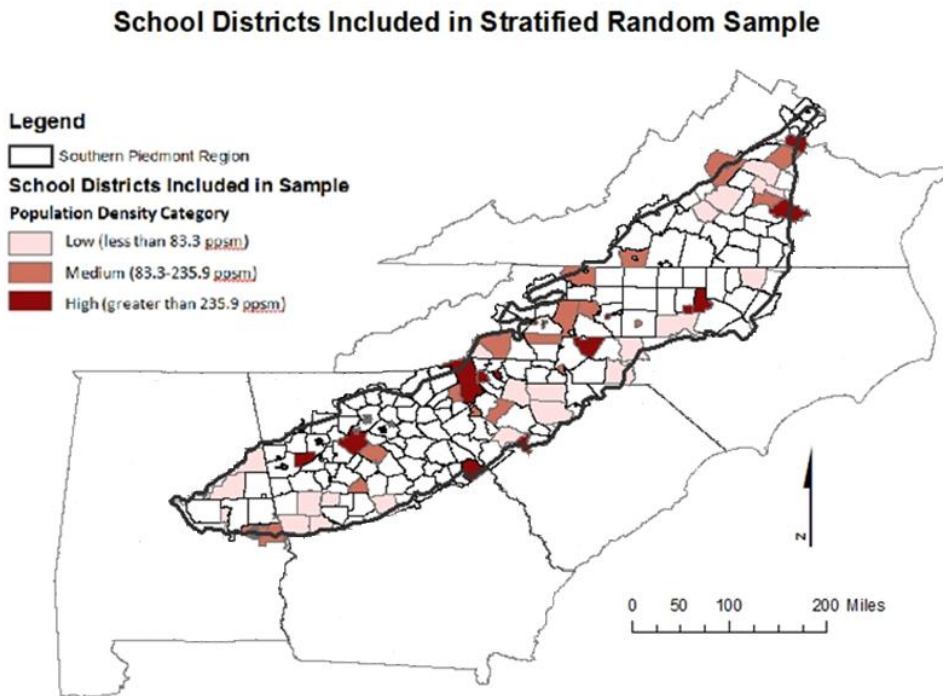 School Districts Included in Stratified Random Sample
Legend
Southern Piedmont Region
School Districts Included in Sample
Population Density Category
Low (less than 83.3 ppsm)
Medium (83.3-235.9 ppsm)
High (greater than 235.9 ppsm)
N
0 50 100 200 Miles